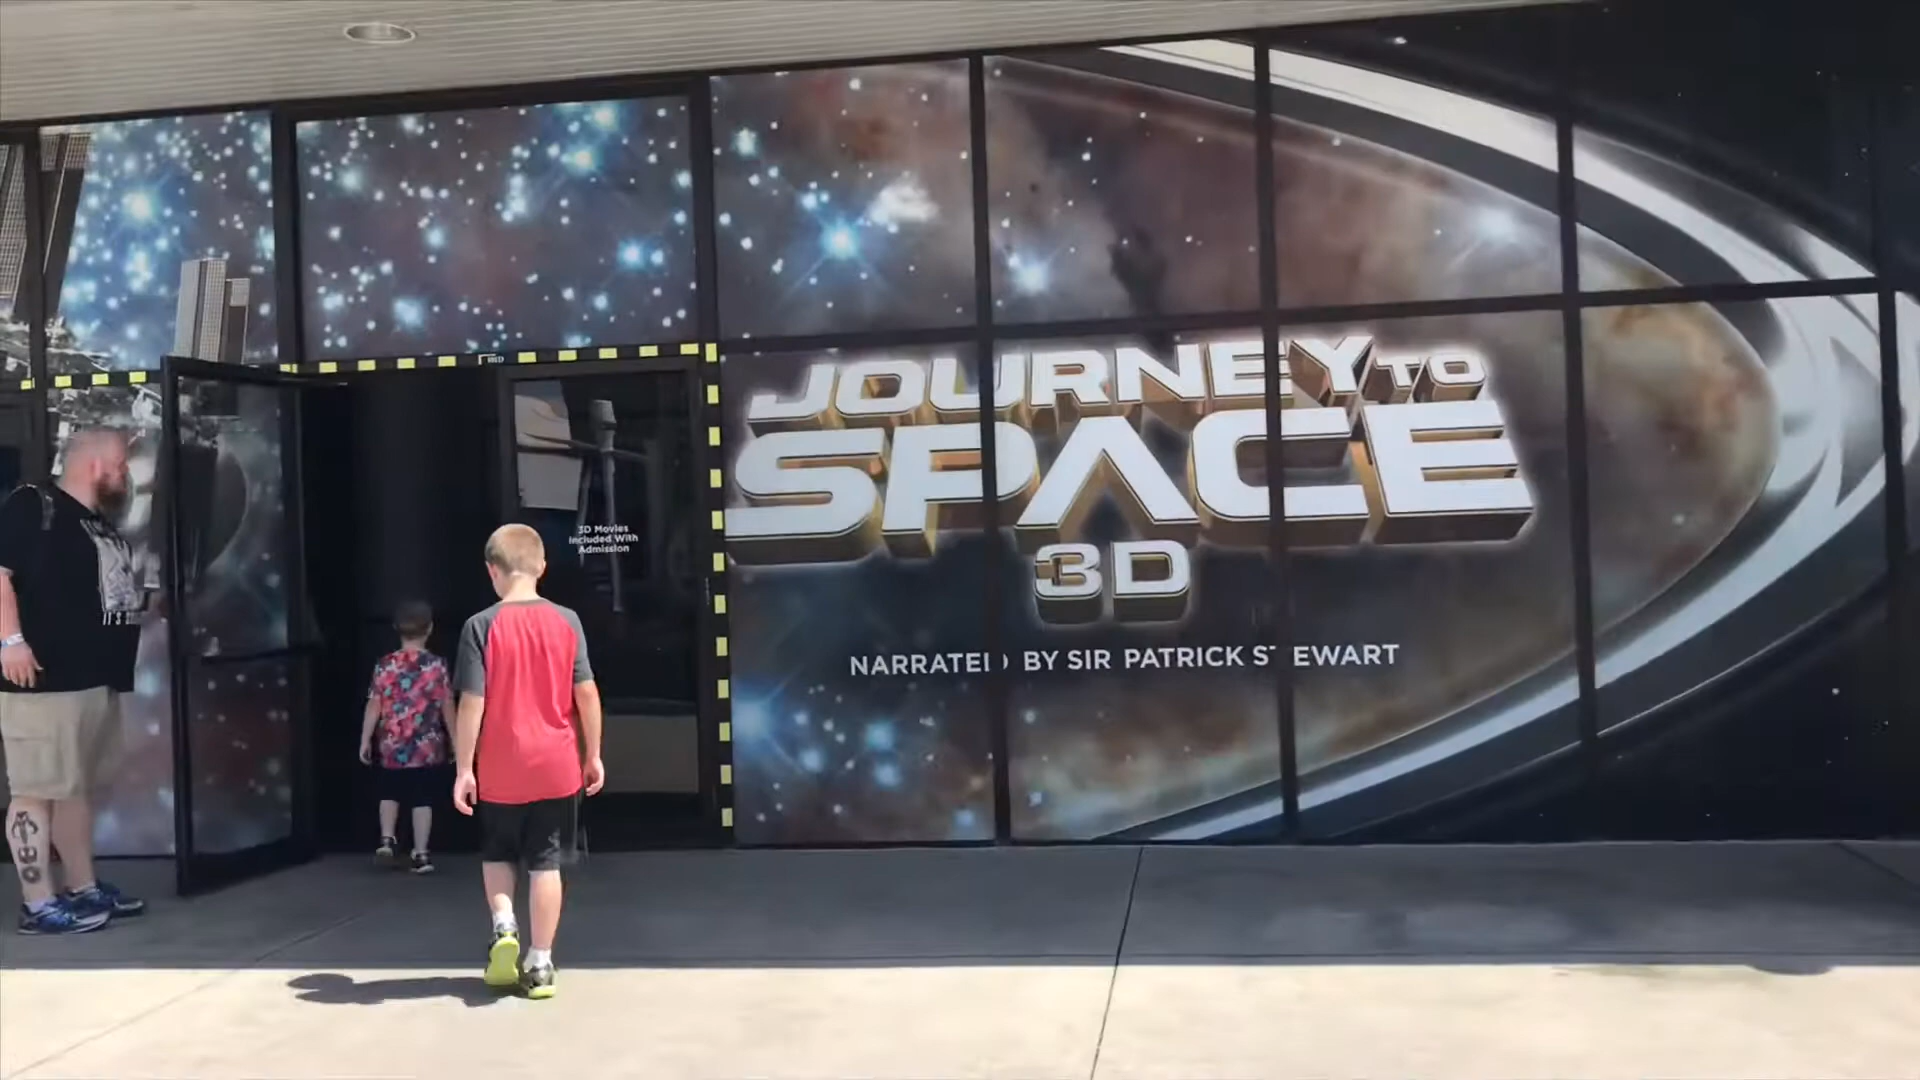 JOURNEY TO
SPACE
3D
NARRATED BY SIR PATRICK STEWART
3D Movies
Included With
Admission